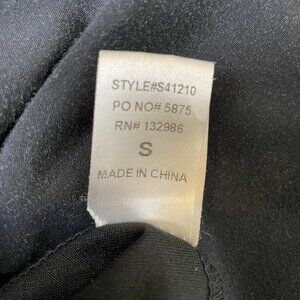 STYLE#S41210
PO NO# 5875
RN# 132986
S
MADE IN CHINA